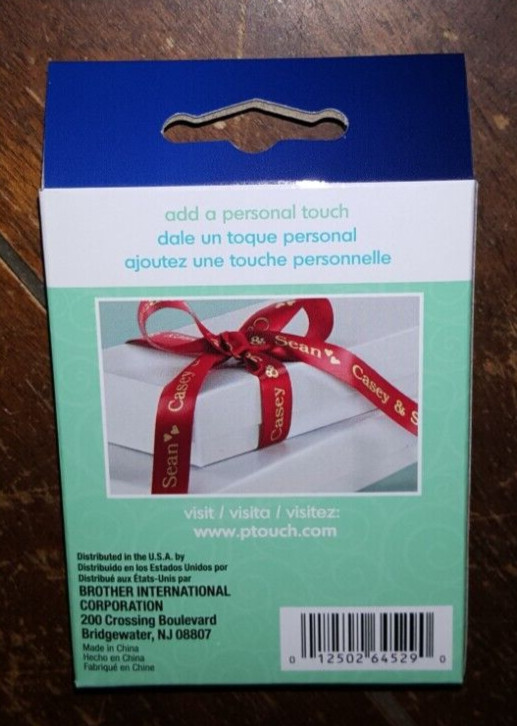 add a personal touch
dale un toque personal
ajoutez une touche personnelle
Sean
Casey
&
Casey &
Sean
Casey & S
visit / visita / visitez:
www.ptouch.com
Distributed in the U.S.A. by
Distribuido en los Estados Unidos por
Distribué aux États-Unis par
BROTHER INTERNATIONAL
CORPORATION
200 Crossing Boulevard
Bridgewater, NJ 08807
Made in China
Hecho en China
Fabriqué en Chine
0 12502 64529 0